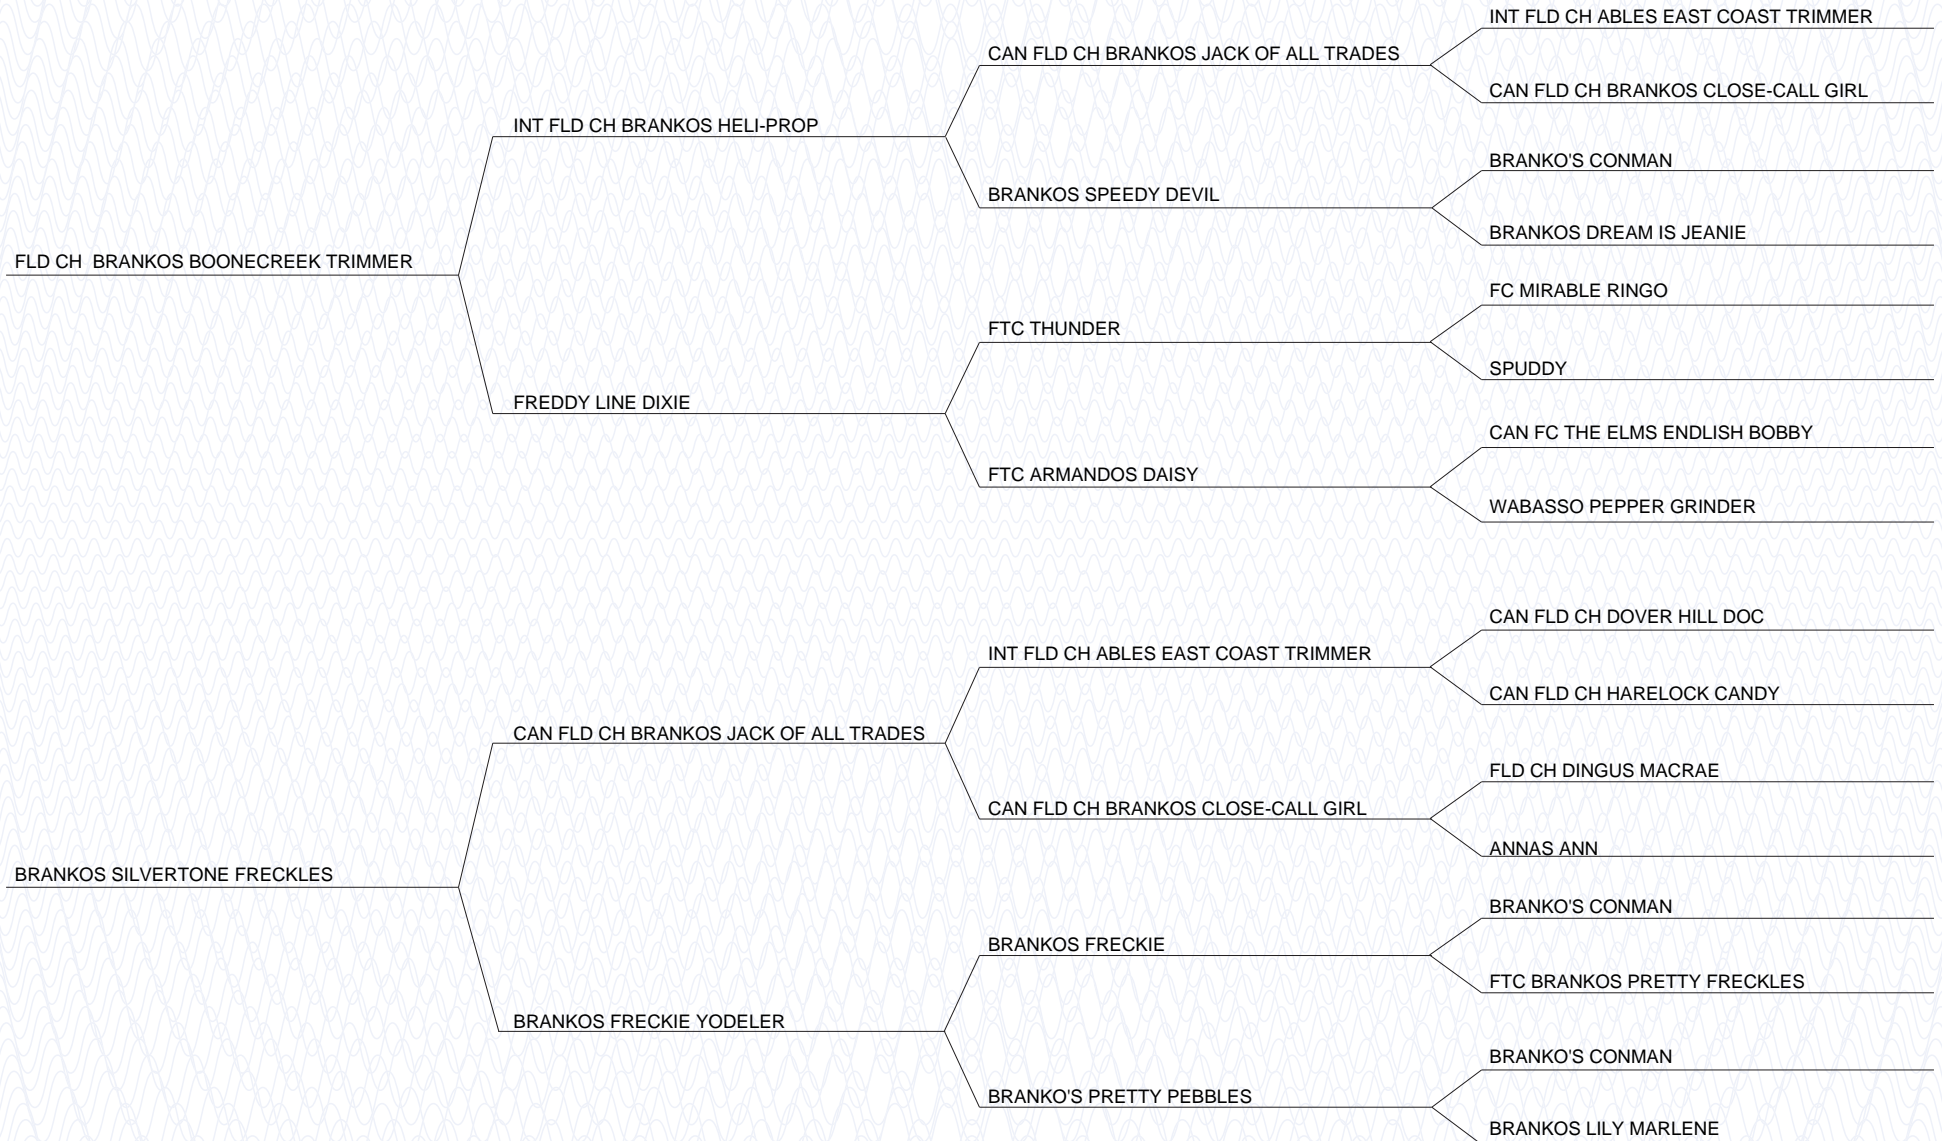 INT FLD CH ABLES EAST COAST TRIMMER
CAN FLD CH BRANKOS JACK OF ALL TRADES
CAN FLD CH BRANKOS CLOSE-CALL GIRL
INT FLD CH BRANKOS HELI-PROP
BRANKO'S CONMAN
BRANKOS SPEEDY DEVIL
BRANKOS DREAM IS JEANIE
FLD CH  BRANKOS BOONECREEK TRIMMER
FC MIRABLE RINGO
FTC THUNDER
SPUDDY
FREDDY LINE DIXIE
CAN FC THE ELMS ENDLISH BOBBY
FTC ARMANDOS DAISY
WABASSO PEPPER GRINDER
CAN FLD CH DOVER HILL DOC
INT FLD CH ABLES EAST COAST TRIMMER
CAN FLD CH HARELOCK CANDY
CAN FLD CH BRANKOS JACK OF ALL TRADES
FLD CH DINGUS MACRAE
CAN FLD CH BRANKOS CLOSE-CALL GIRL
ANNAS ANN
BRANKOS SILVERTONE FRECKLES
BRANKO'S CONMAN
BRANKOS FRECKIE
FTC BRANKOS PRETTY FRECKLES
BRANKOS FRECKIE YODELER
BRANKO'S CONMAN
BRANKO'S PRETTY PEBBLES
BRANKOS LILY MARLENE